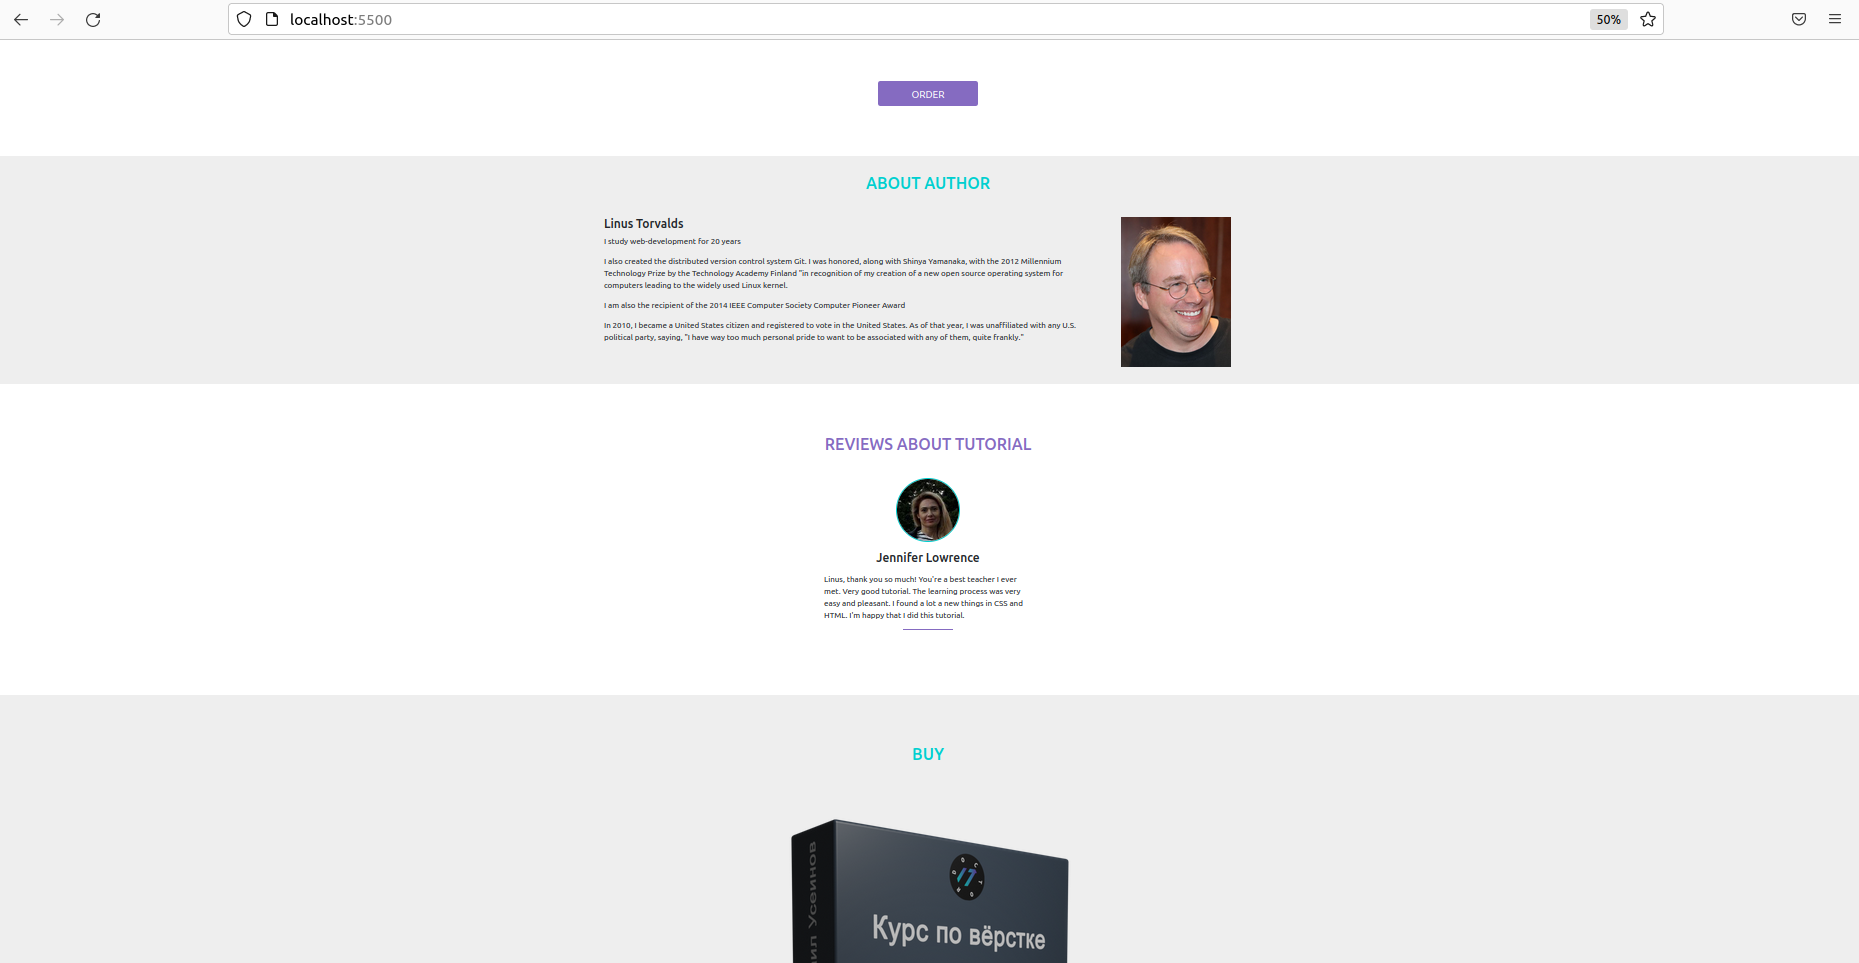 localhost:5500
50%
ORDER
ABOUT AUTHOR
Linus Torvalds
I study web-development for 20 years
I also created the distributed version control system Git. I was honored, along with Shinya Yamanaka, with the 2012 Millennium
Technology Prize by the Technology Academy Finland "in recognition of my creation of a new open source operating system for
computers leading to the widely used Linux kernel.
I am also the recipient of the 2014 IEEE Computer Society Computer Pioneer Award
In 2010, I became a United States citizen and registered to vote in the United States. As of that year, I was unaffiliated with any U.S.
political party, saying, "I have way too much personal pride to want to be associated with any of them, quite frankly."
REVIEWS ABOUT TUTORIAL
Jennifer Lowrence
Linus, thank you so much! You're a best teacher I ever
met. Very good tutorial. The learning process was very
easy and pleasant. I found a lot a new things in CSS and
HTML. I'm happy that I did this tutorial.
BUY
Усеинов
Курс по вёрстке